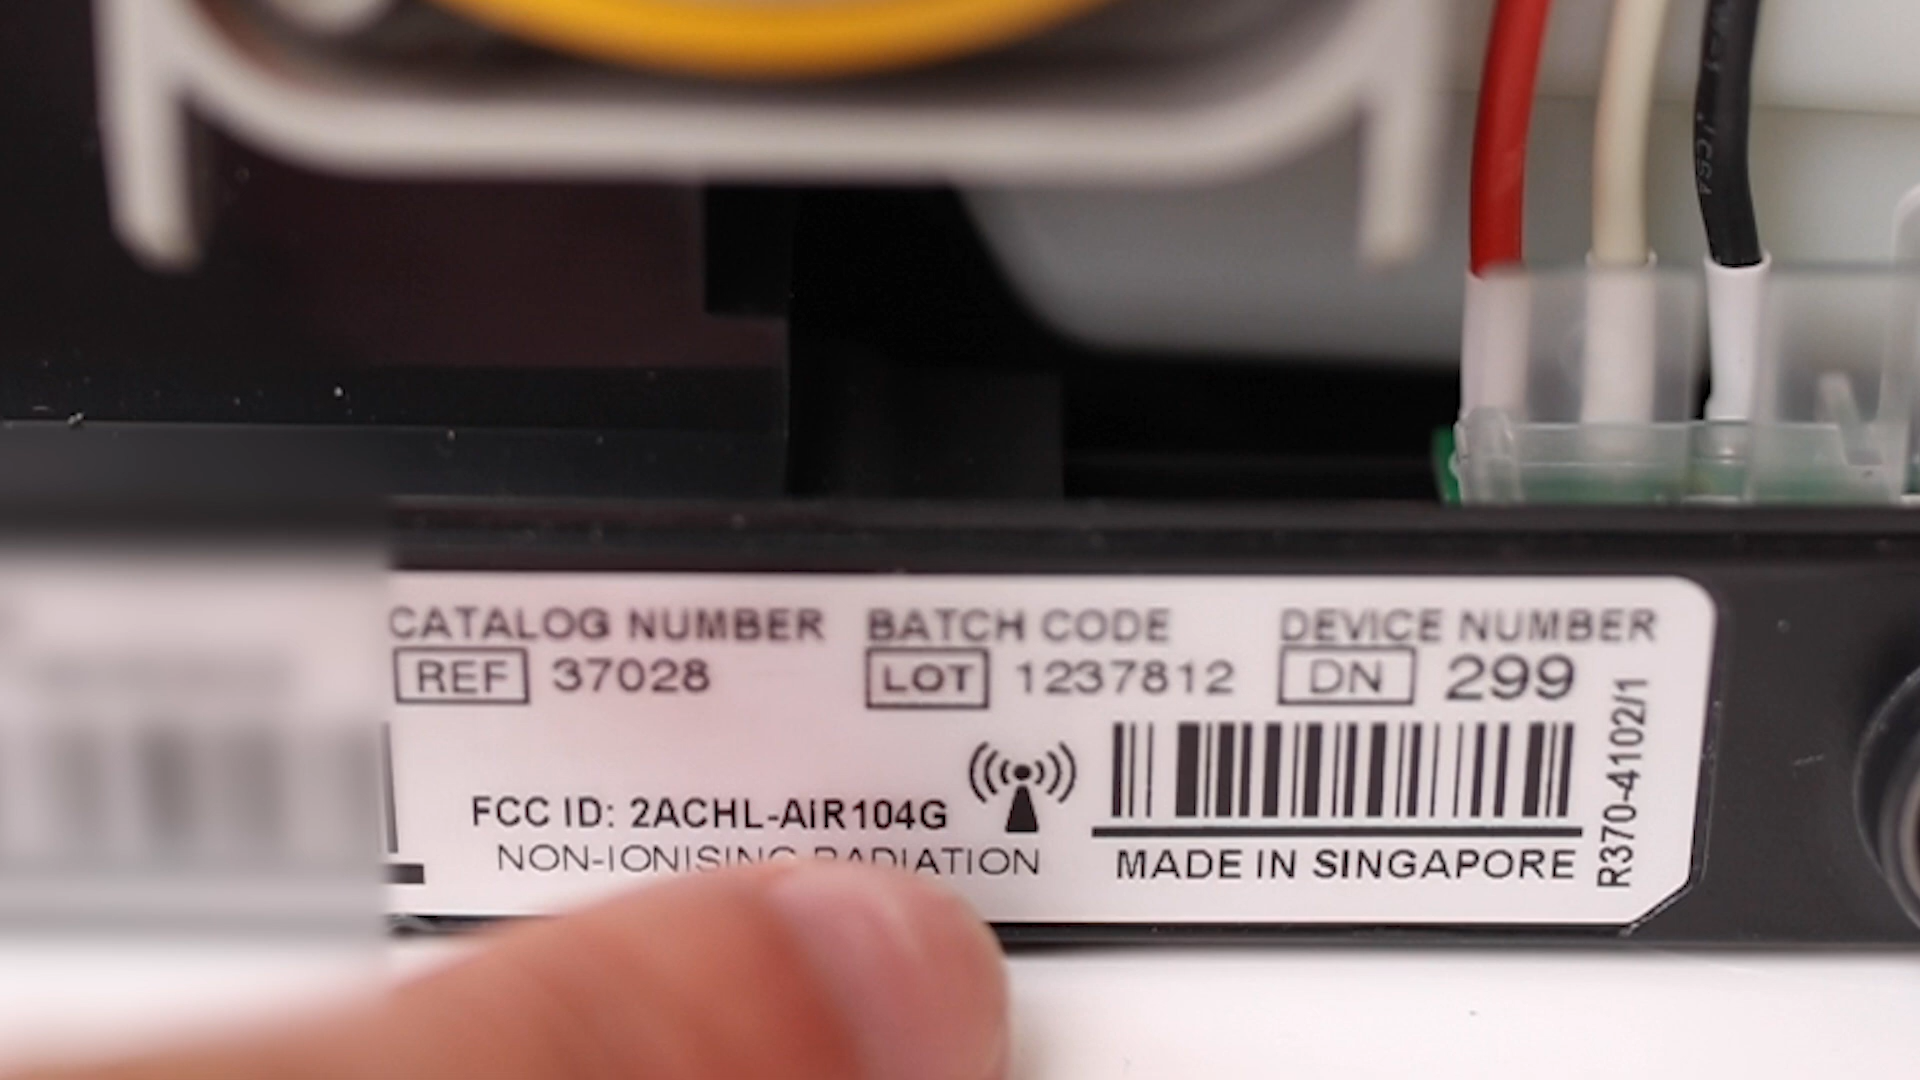 CATALOG NUMBER
REF 37028
BATCH CODE
LOT 1237812
DEVICE NUMBER
DN 299
FCC ID: 2ACHL-AIR104G
NON-IONISING RADIATION
MADE IN SINGAPORE
R370-4102/1